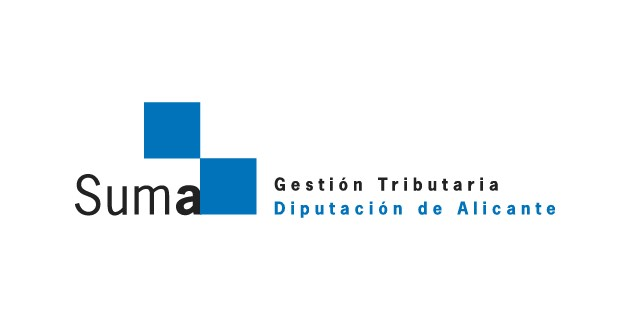 Suma
Gestión Tributaria
Diputación de Alicante